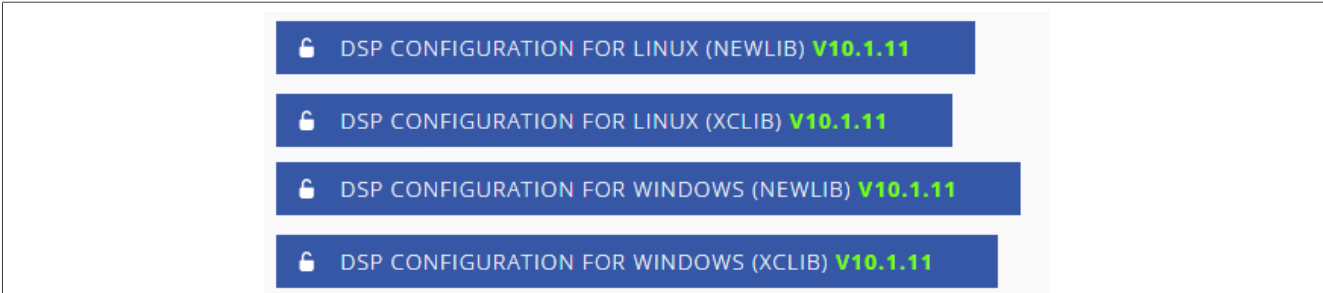 DSP CONFIGURATION FOR LINUX (NEWLIB) V10.1.11
DSP CONFIGURATION FOR LINUX (XCLIB) V10.1.11
DSP CONFIGURATION FOR WINDOWS (NEWLIB) V10.1.11
DSP CONFIGURATION FOR WINDOWS (XCLIB) V10.1.11